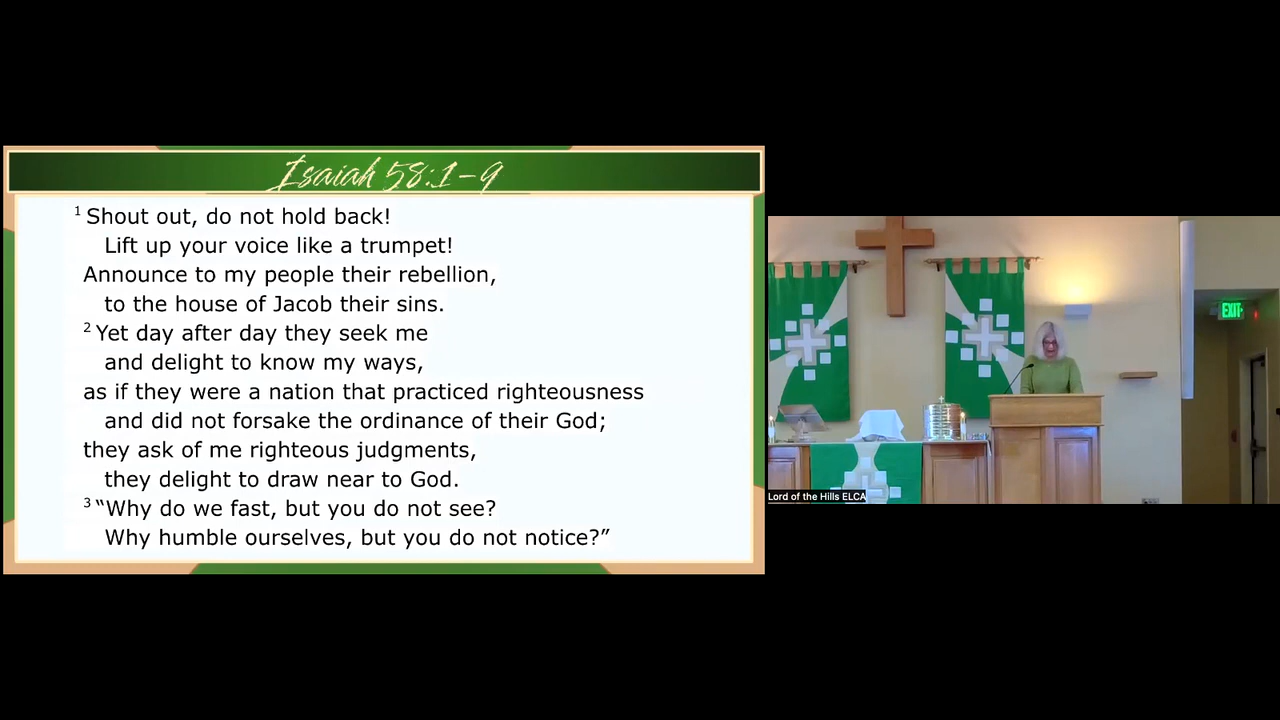 Isaiah 58:1-9
1 Shout out, do not hold back!
Lift up your voice like a trumpet!
Announce to my people their rebellion,
to the house of Jacob their sins.
2 Yet day after day they seek me
and delight to know my ways,
as if they were a nation that practiced righteousness
and did not forsake the ordinance of their God;
they ask of me righteous judgments,
they delight to draw near to God.
3 “Why do we fast, but you do not see?
Why humble ourselves, but you do not notice?”
EXIT
Lord of the Hills ELCA